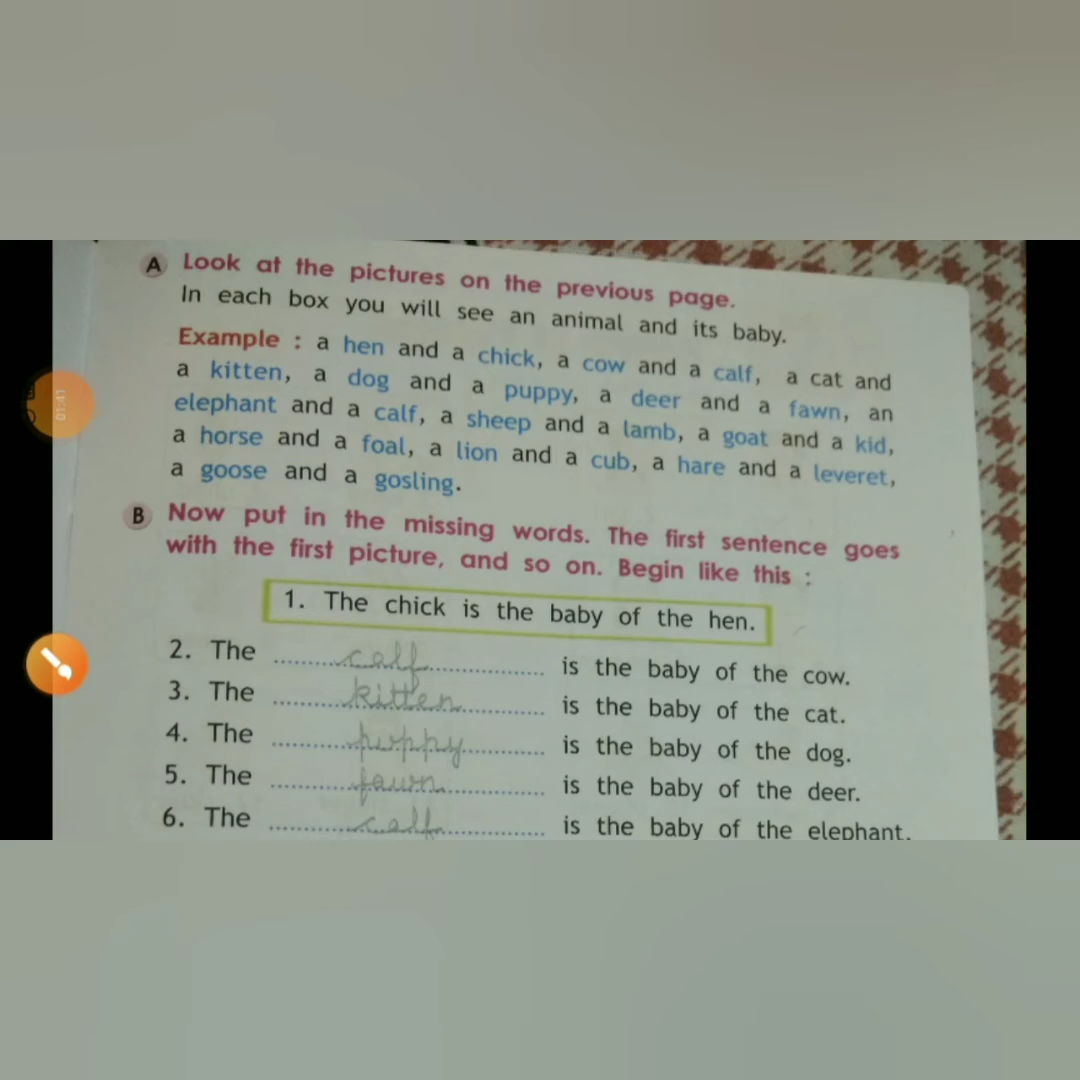 A Look at the pictures on the previous page.
In each box you will see an animal and its baby.
Example : a hen and a chick, a cow and a calf, a cat and
a kitten, a dog and a puppy, a deer and a fawn, an
elephant and a calf, a sheep and a lamb, a goat and a kid,
a horse and a foal, a lion and a cub, a hare and a leveret,
a goose and a gosling.
B Now put in the missing words. The first sentence goes
with the first picture, and so on. Begin like this :
1. The chick is the baby of the hen.
2. The calf is the baby of the cow.
3. The kitten is the baby of the cat.
4. The puppy is the baby of the dog.
5. The fawn is the baby of the deer.
6. The calf is the baby of the elephant.
01:41